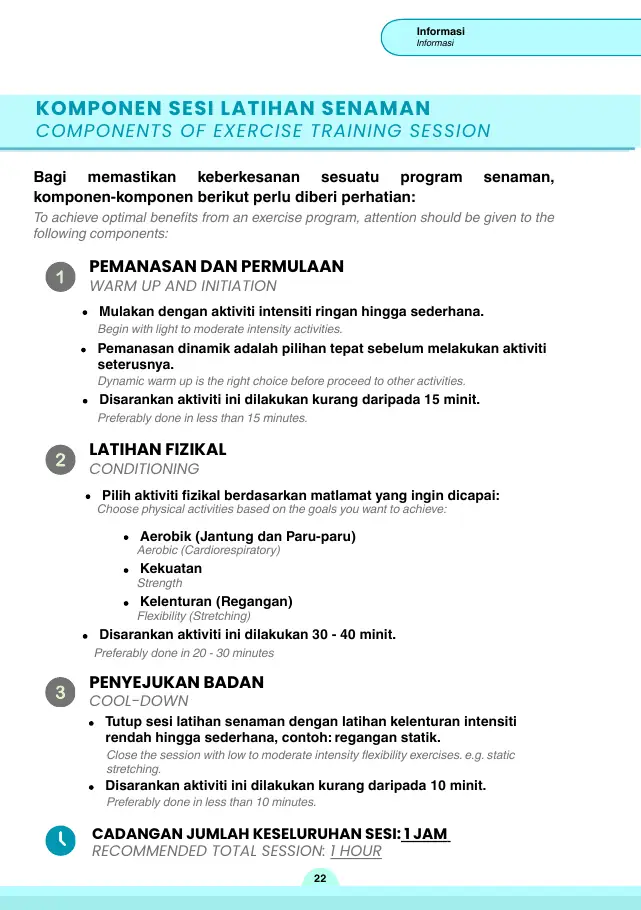 Informasi
Informasi
KOMPONEN SESI LATIHAN SENAMAN
COMPONENTS OF EXERCISE TRAINING SESSION
Bagi memastikan keberkesanan sesuatu program senaman,
komponen-komponen berikut perlu diberi perhatian:
To achieve optimal benefits from an exercise program, attention should be given to the
following components:
1 PEMANASAN DAN PERMULAAN
WARM UP AND INITIATION
• Mulakan dengan aktiviti intensiti ringan hingga sederhana.
Begin with light to moderate intensity activities.
• Pemanasan dinamik adalah pilihan tepat sebelum melakukan aktiviti
seterusnya.
Dynamic warm up is the right choice before proceed to other activities.
• Disarankan aktiviti ini dilakukan kurang daripada 15 minit.
Preferably done in less than 15 minutes.
2 LATIHAN FIZIKAL
CONDITIONING
• Pilih aktiviti fizikal berdasarkan matlamat yang ingin dicapai:
Choose physical activities based on the goals you want to achieve:
• Aerobik (Jantung dan Paru-paru)
Aerobic (Cardiorespiratory)
• Kekuatan
Strength
• Kelenturan (Regangan)
Flexibility (Stretching)
• Disarankan aktiviti ini dilakukan 30 - 40 minit.
Preferably done in 20 - 30 minutes
3 PENYEJUKAN BADAN
COOL-DOWN
• Tutup sesi latihan senaman dengan latihan kelenturan intensiti
rendah hingga sederhana, contoh: regangan statik.
Close the session with low to moderate intensity flexibility exercises. e.g. static
stretching.
• Disarankan aktiviti ini dilakukan kurang daripada 10 minit.
Preferably done in less than 10 minutes.
CADANGAN JUMLAH KESELURUHAN SESI: 1 JAM
RECOMMENDED TOTAL SESSION: 1 HOUR
22